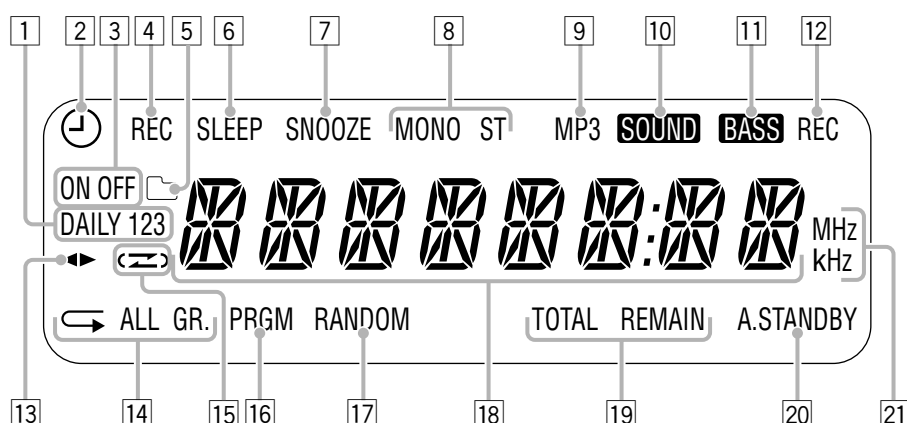 1 2 3 4 5 6 7 8 9 10 11 12
REC SLEEP SNOOZE MONO ST MP3 SOUND BASS REC
ON OFF
DAILY 123
MHz
kHz
ALL GR. PRGM RANDOM TOTAL REMAIN A.STANDBY
13 14 15 16 17 18 19 20 21